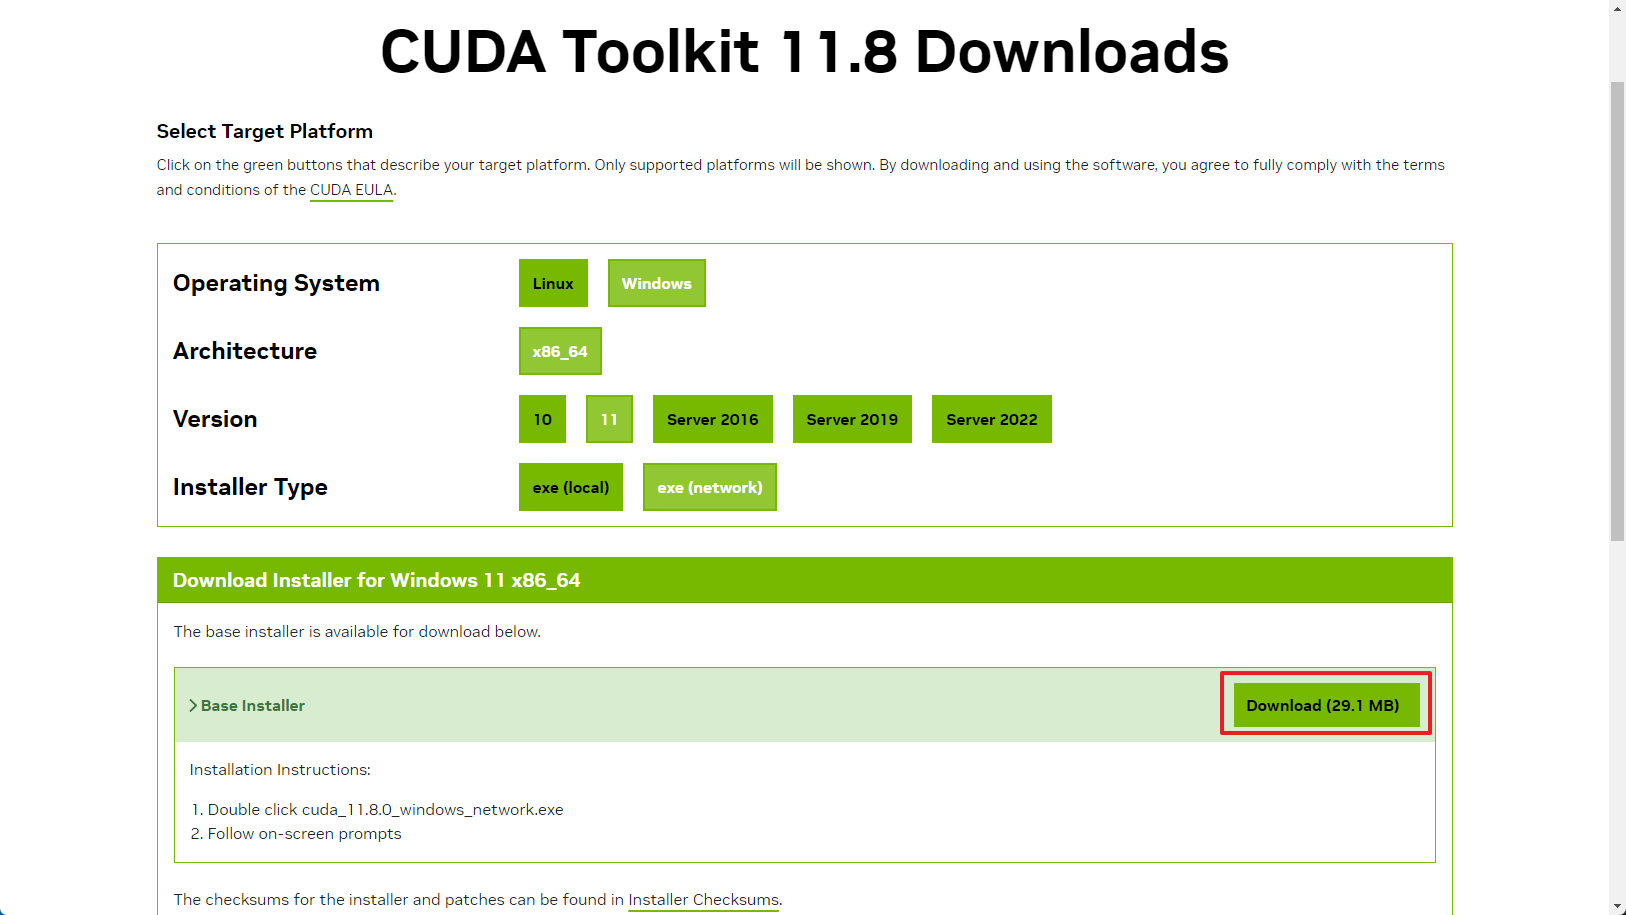 CUDA Toolkit 11.8 Downloads
Select Target Platform
Click on the green buttons that describe your target platform. Only supported platforms will be shown. By downloading and using the software, you agree to fully comply with the terms
and conditions of the CUDA EULA.
Operating System Linux Windows
Architecture x86_64
Version 10 11 Server 2016 Server 2019 Server 2022
Installer Type exe (local) exe (network)
Download Installer for Windows 11 x86_64
The base installer is available for download below.
Base Installer Download (29.1 MB)
Installation Instructions:
1. Double click cuda_11.8.0_windows_network.exe
2. Follow on-screen prompts
The checksums for the installer and patches can be found in Installer Checksums.